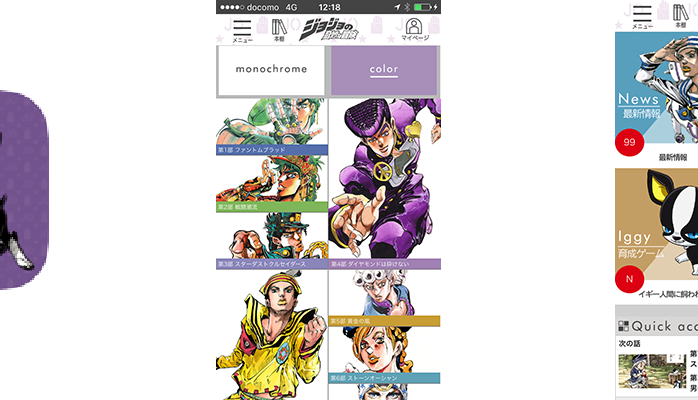 docomo 4G 12:18
メニュー
本棚
ジョジョの奇妙な冒険
マイページ
monochrome
color
第1部 ファントムブラッド
第2部 戦闘潮流
第3部 スターダストクルセイダース
第4部 ダイヤモンドは砕けない
第5部 黄金の風
第6部 ストーンオーシャン
メニュー
本棚
News
最新情報
99
最新情報
Iggy
育成ゲーム
N
イギー人間に飼わ
Quick acc
次の話
第
ス
第
男